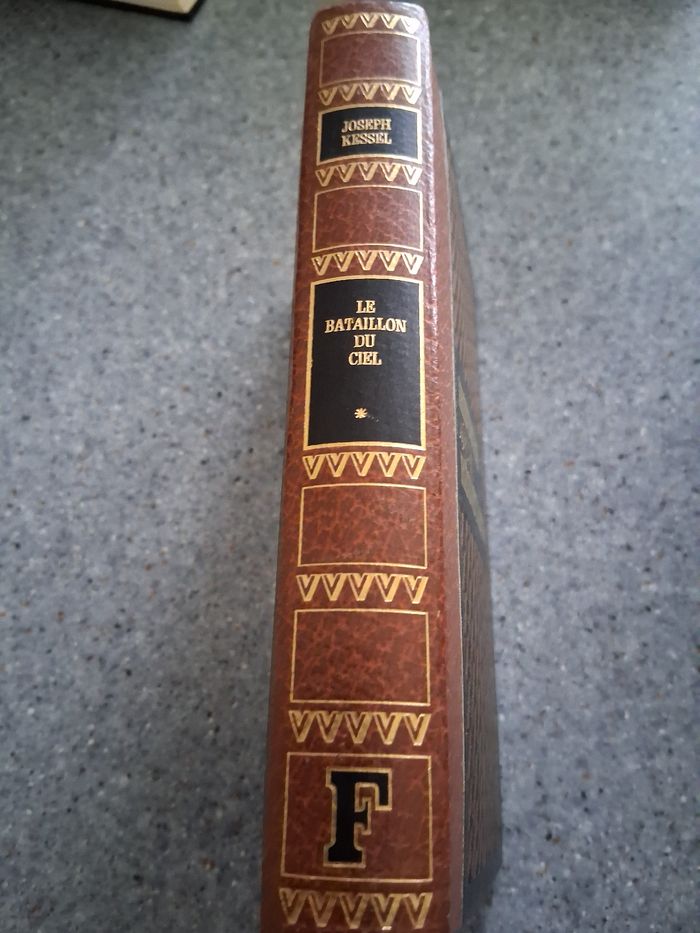 JOSEPH
KESSEL
LE
BATAILLON
DU
CIEL
*
F